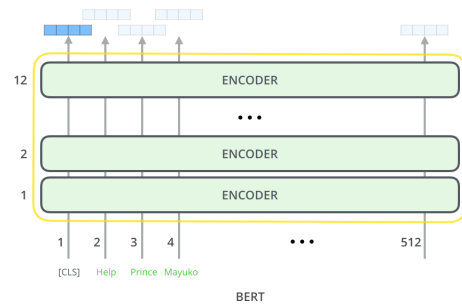 12 ENCODER
...
2 ENCODER
1 ENCODER
1 2 3 4 ... 512
[CLS] Help Prince Mayuko
BERT